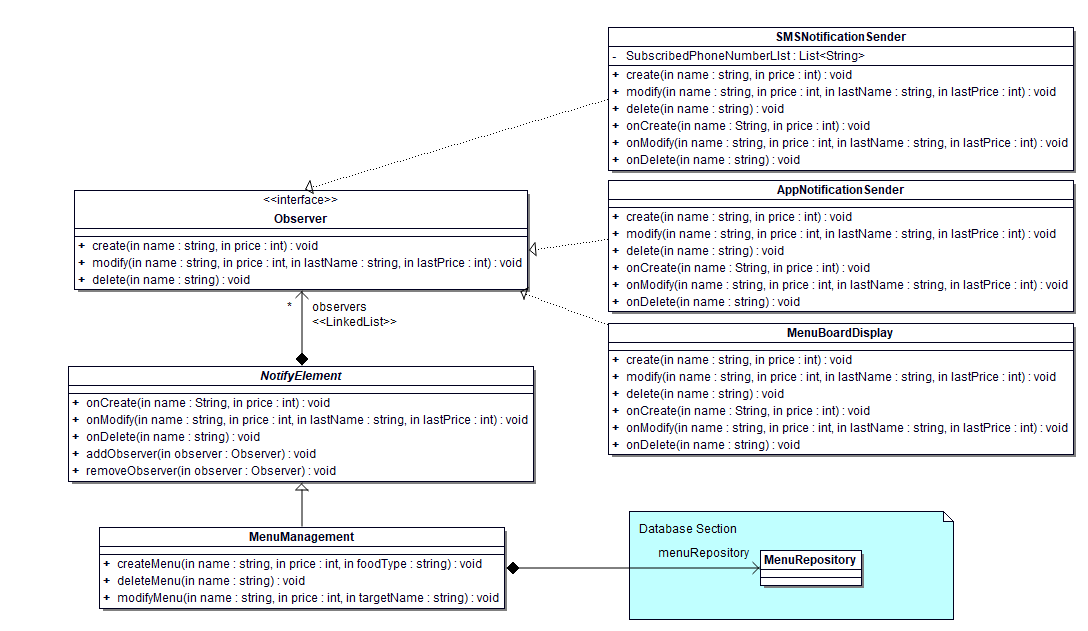 SMSNotificationSender
- SubscribedPhoneNumberLIst : List<String>
+ create(in name : string, in price : int) : void
+ modify(in name : string, in price : int, in lastName : string, in lastPrice : int) : void
+ delete(in name : string) : void
+ onCreate(in name : String, in price : int) : void
+ onModify(in name : string, in price : int, in lastName : string, in lastPrice : int) : void
+ onDelete(in name : string) : void
AppNotificationSender
+ create(in name : string, in price : int) : void
+ modify(in name : string, in price : int, in lastName : string, in lastPrice : int) : void
+ delete(in name : string) : void
+ onCreate(in name : String, in price : int) : void
+ onModify(in name : string, in price : int, in lastName : string, in lastPrice : int) : void
+ onDelete(in name : string) : void
<<interface>>
Observer
+ create(in name : string, in price : int) : void
+ modify(in name : string, in price : int, in lastName : string, in lastPrice : int) : void
+ delete(in name : string) : void
* observers
<<LinkedList>>
MenuBoardDisplay
+ create(in name : string, in price : int) : void
+ modify(in name : string, in price : int, in lastName : string, in lastPrice : int) : void
+ delete(in name : string) : void
+ onCreate(in name : String, in price : int) : void
+ onModify(in name : string, in price : int, in lastName : string, in lastPrice : int) : void
+ onDelete(in name : string) : void
NotifyElement
+ onCreate(in name : String, in price : int) : void
+ onModify(in name : string, in price : int, in lastName : string, in lastPrice : int) : void
+ onDelete(in name : string) : void
+ addObserver(in observer : Observer) : void
+ removeObserver(in observer : Observer) : void
MenuManagement
+ createMenu(in name : string, in price : int, in foodType : string) : void
+ deleteMenu(in name : string) : void
+ modifyMenu(in name : string, in price : int, in targetName : string) : void
Database Section
menuRepository
MenuRepository